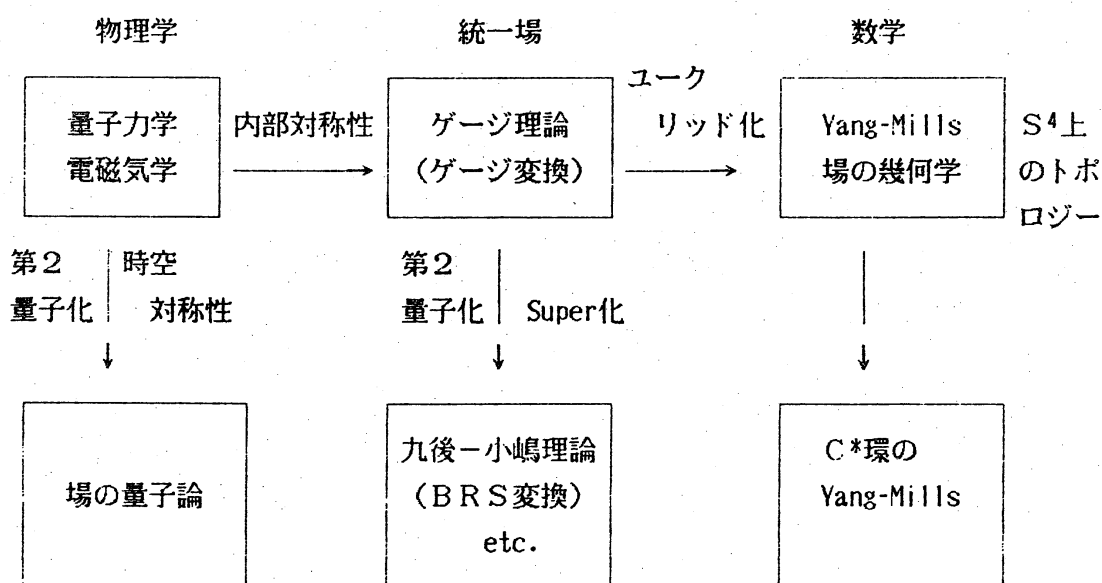 物理学
統一場
数学
量子力学
電磁気学
内部対称性
ゲージ理論
(ゲージ変換)
ユーク
リッド化
Yang-Mills
場の幾何学
S⁴上
のトポ
ロジー
第2
量子化
時空
対称性
第2
量子化
Super化
場の量子論
九後-小嶋理論
(BRS変換)
etc.
C*環の
Yang-Mills